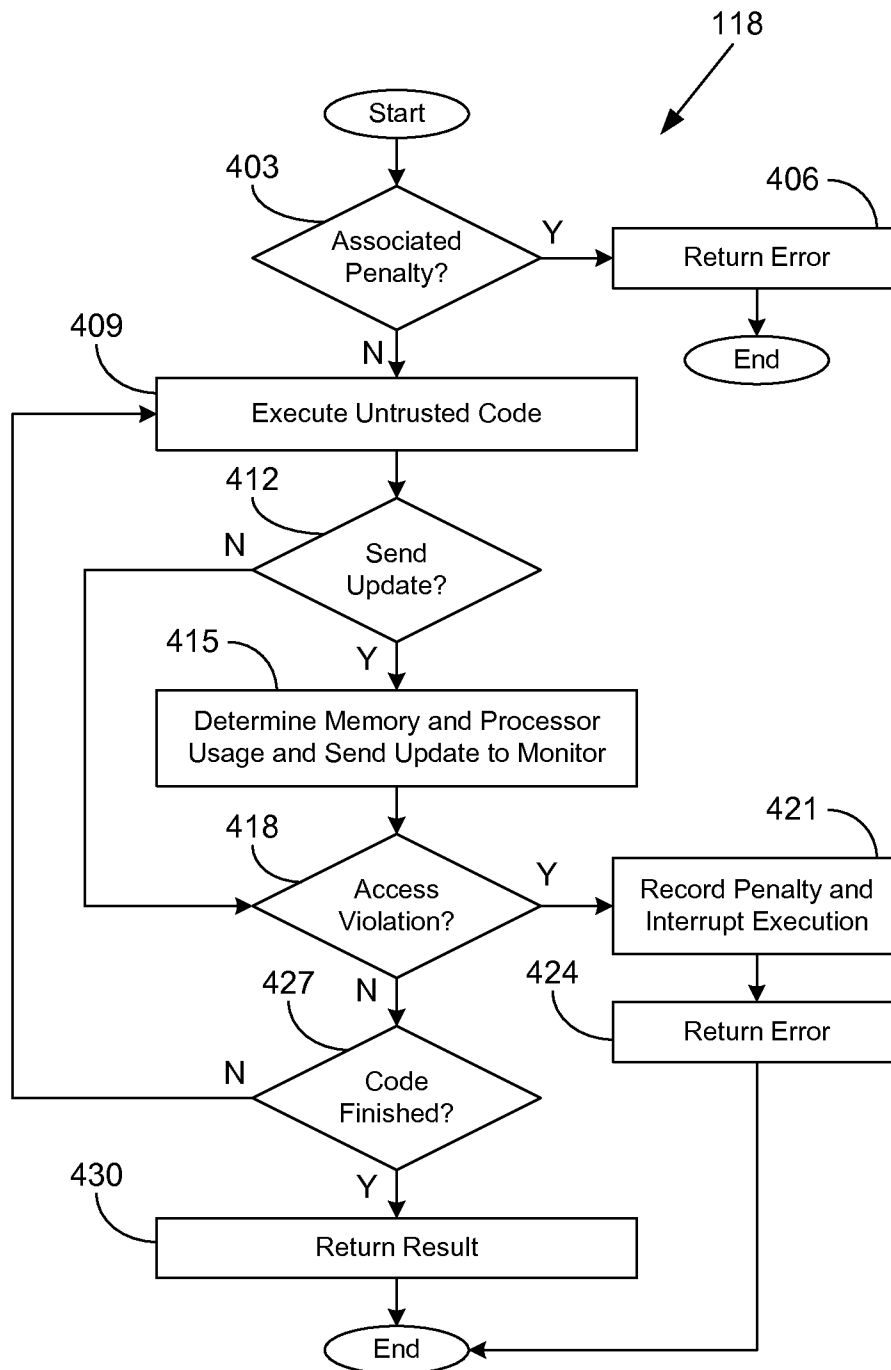 118
Start
403
Associated
Penalty?
Y
406
Return Error
End
N
409
Execute Untrusted Code
412
N
Send
Update?
Y
415
Determine Memory and Processor
Usage and Send Update to Monitor
418
Access
Violation?
Y
421
Record Penalty and
Interrupt Execution
N
424
Return Error
427
N
Code
Finished?
Y
430
Return Result
End